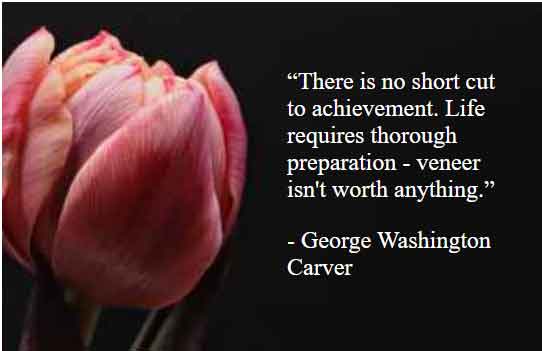 “There is no short cut
to achievement. Life
requires thorough
preparation - veneer
isn't worth anything.”
- George Washington
Carver